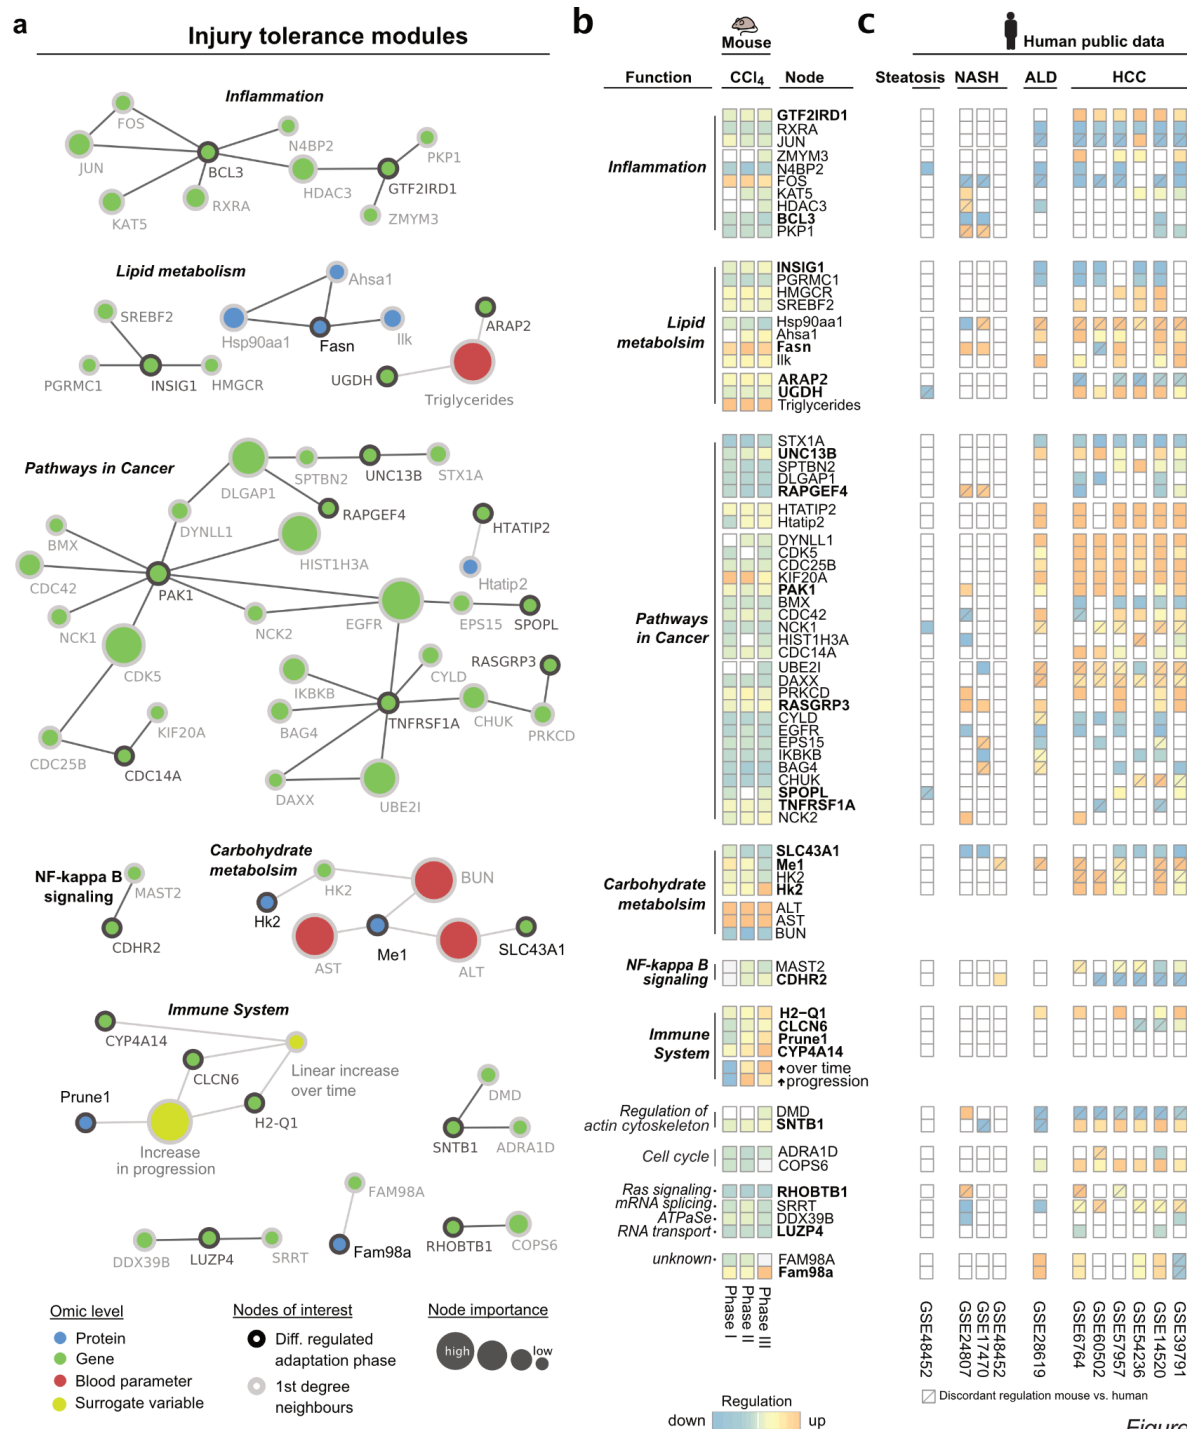 a
Injury tolerance modules
Inflammation
FOS
JUN
BCL3
N4BP2
PKP1
HDAC3
GTF2IRD1
KAT5
RXRA
ZMYM3
Lipid metabolism
Ahsa1
SREBF2
Hsp90aa1
Fasn
Ilk
ARAP2
PGRMC1
INSIG1
HMGCR
UGDH
Triglycerides
Pathways in Cancer
DLGAP1
SPTBN2
UNC13B
STX1A
RAPGEF4
DYNLL1
BMX
HIST1H3A
HTATIP2
CDC42
PAK1
Htatip2
NCK1
NCK2
EGFR
EPS15
SPOPL
CDK5
IKBKB
CYLD
RASGRP3
BAG4
TNFRSF1A
CHUK
PRKCD
KIF20A
CDC25B
CDC14A
DAXX
UBE2I
NF-kappa B
signaling
MAST2
CDHR2
Carbohydrate
metabolsim
HK2
BUN
Hk2
AST
Me1
ALT
SLC43A1
Immune System
CYP4A14
CLCN6
Linear increase
over time
Prune1
H2-Q1
Increase
in progression
DMD
SNTB1
ADRA1D
FAM98A
DDX39B
LUZP4
SRRT
Fam98a
RHOBTB1
COPS6
Omic level
Protein
Gene
Blood parameter
Surrogate variable
Nodes of interest
Diff. regulated
adaptation phase
1st degree
neighbours
Node importance
high
low
b
Mouse
Function
CCl4
Node
Inflammation
GTF2IRD1
RXRA
JUN
ZMYM3
N4BP2
FOS
KAT5
HDAC3
BCL3
PKP1
Lipid
metabolsim
INSIG1
PGRMC1
HMGCR
SREBF2
Hsp90aa1
Ahsa1
Fasn
Ilk
ARAP2
UGDH
Triglycerides
Pathways
in Cancer
STX1A
UNC13B
SPTBN2
DLGAP1
RAPGEF4
HTATIP2
Htatip2
DYNLL1
CDK5
CDC25B
KIF20A
PAK1
BMX
CDC42
NCK1
HIST1H3A
CDC14A
UBE2I
DAXX
PRKCD
RASGRP3
CYLD
EGFR
EPS15
IKBKB
BAG4
CHUK
SPOPL
TNFRSF1A
NCK2
Carbohydrate
metabolsim
SLC43A1
Me1
HK2
Hk2
ALT
AST
BUN
NF-kappa B
signaling
MAST2
CDHR2
Immune
System
H2−Q1
CLCN6
Prune1
CYP4A14
↑over time
↑progression
Regulation of
actin cytoskeleton
DMD
SNTB1
Cell cycle
ADRA1D
COPS6
Ras signaling
RHOBTB1
mRNA splicing
SRRT
ATPaSe
DDX39B
RNA transport
LUZP4
unknown
FAM98A
Fam98a
Phase I
Phase II
Phase III
Regulation
down
up
c
Human public data
Steatosis
NASH
ALD
HCC
GSE48452
GSE24807
GSE17470
GSE48452
GSE28619
GSE6764
GSE60502
GSE57957
GSE54236
GSE14520
GSE39791
Discordant regulation mouse vs. human
Figure